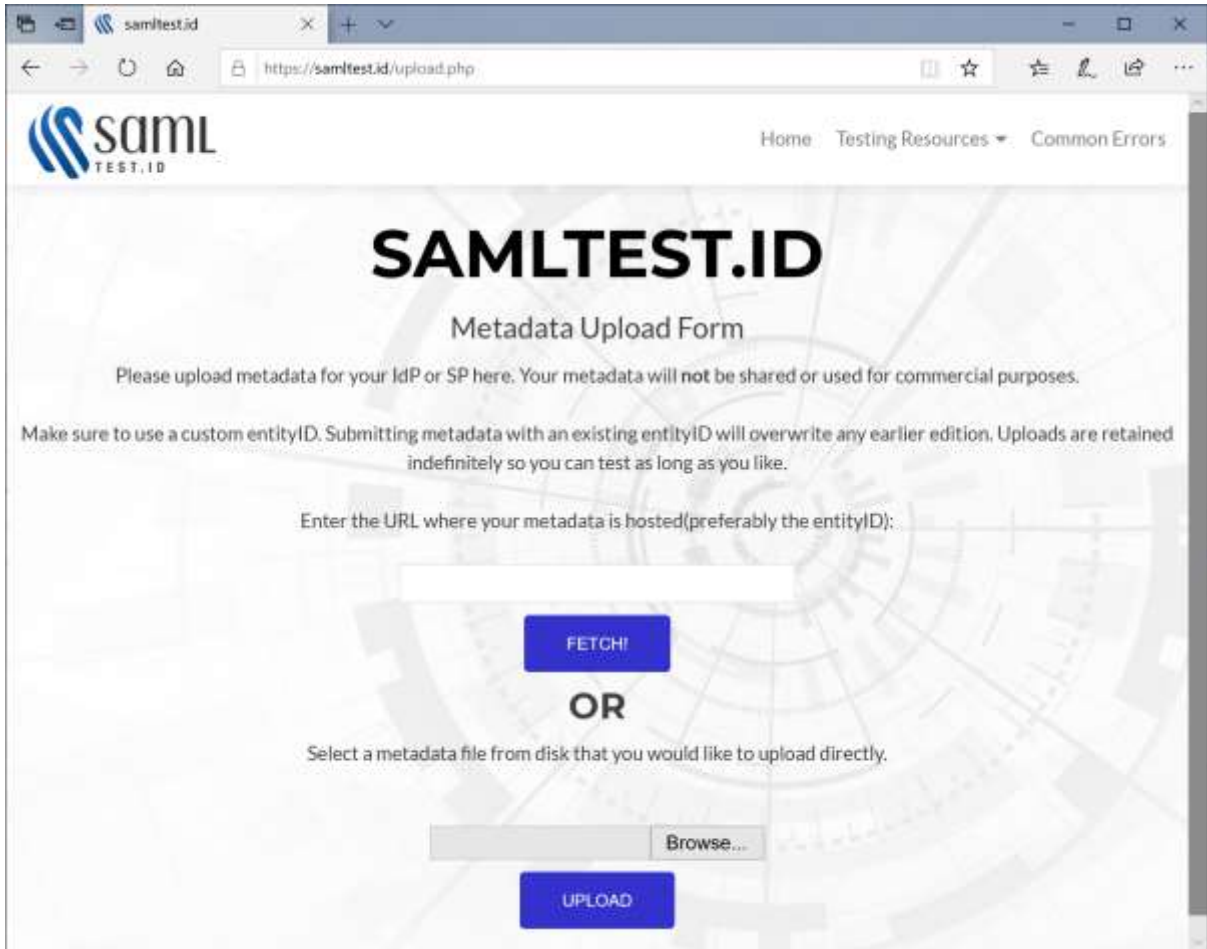 samltest.id
https://samltest.id/upload.php
saml
TEST.ID
Home Testing Resources Common Errors
SAMLTEST.ID
Metadata Upload Form
Please upload metadata for your IdP or SP here. Your metadata will not be shared or used for commercial purposes.
Make sure to use a custom entityID. Submitting metadata with an existing entityID will overwrite any earlier edition. Uploads are retained
indefinitely so you can test as long as you like.
Enter the URL where your metadata is hosted(preferably the entityID):
FETCH!
OR
Select a metadata file from disk that you would like to upload directly.
Browse...
UPLOAD